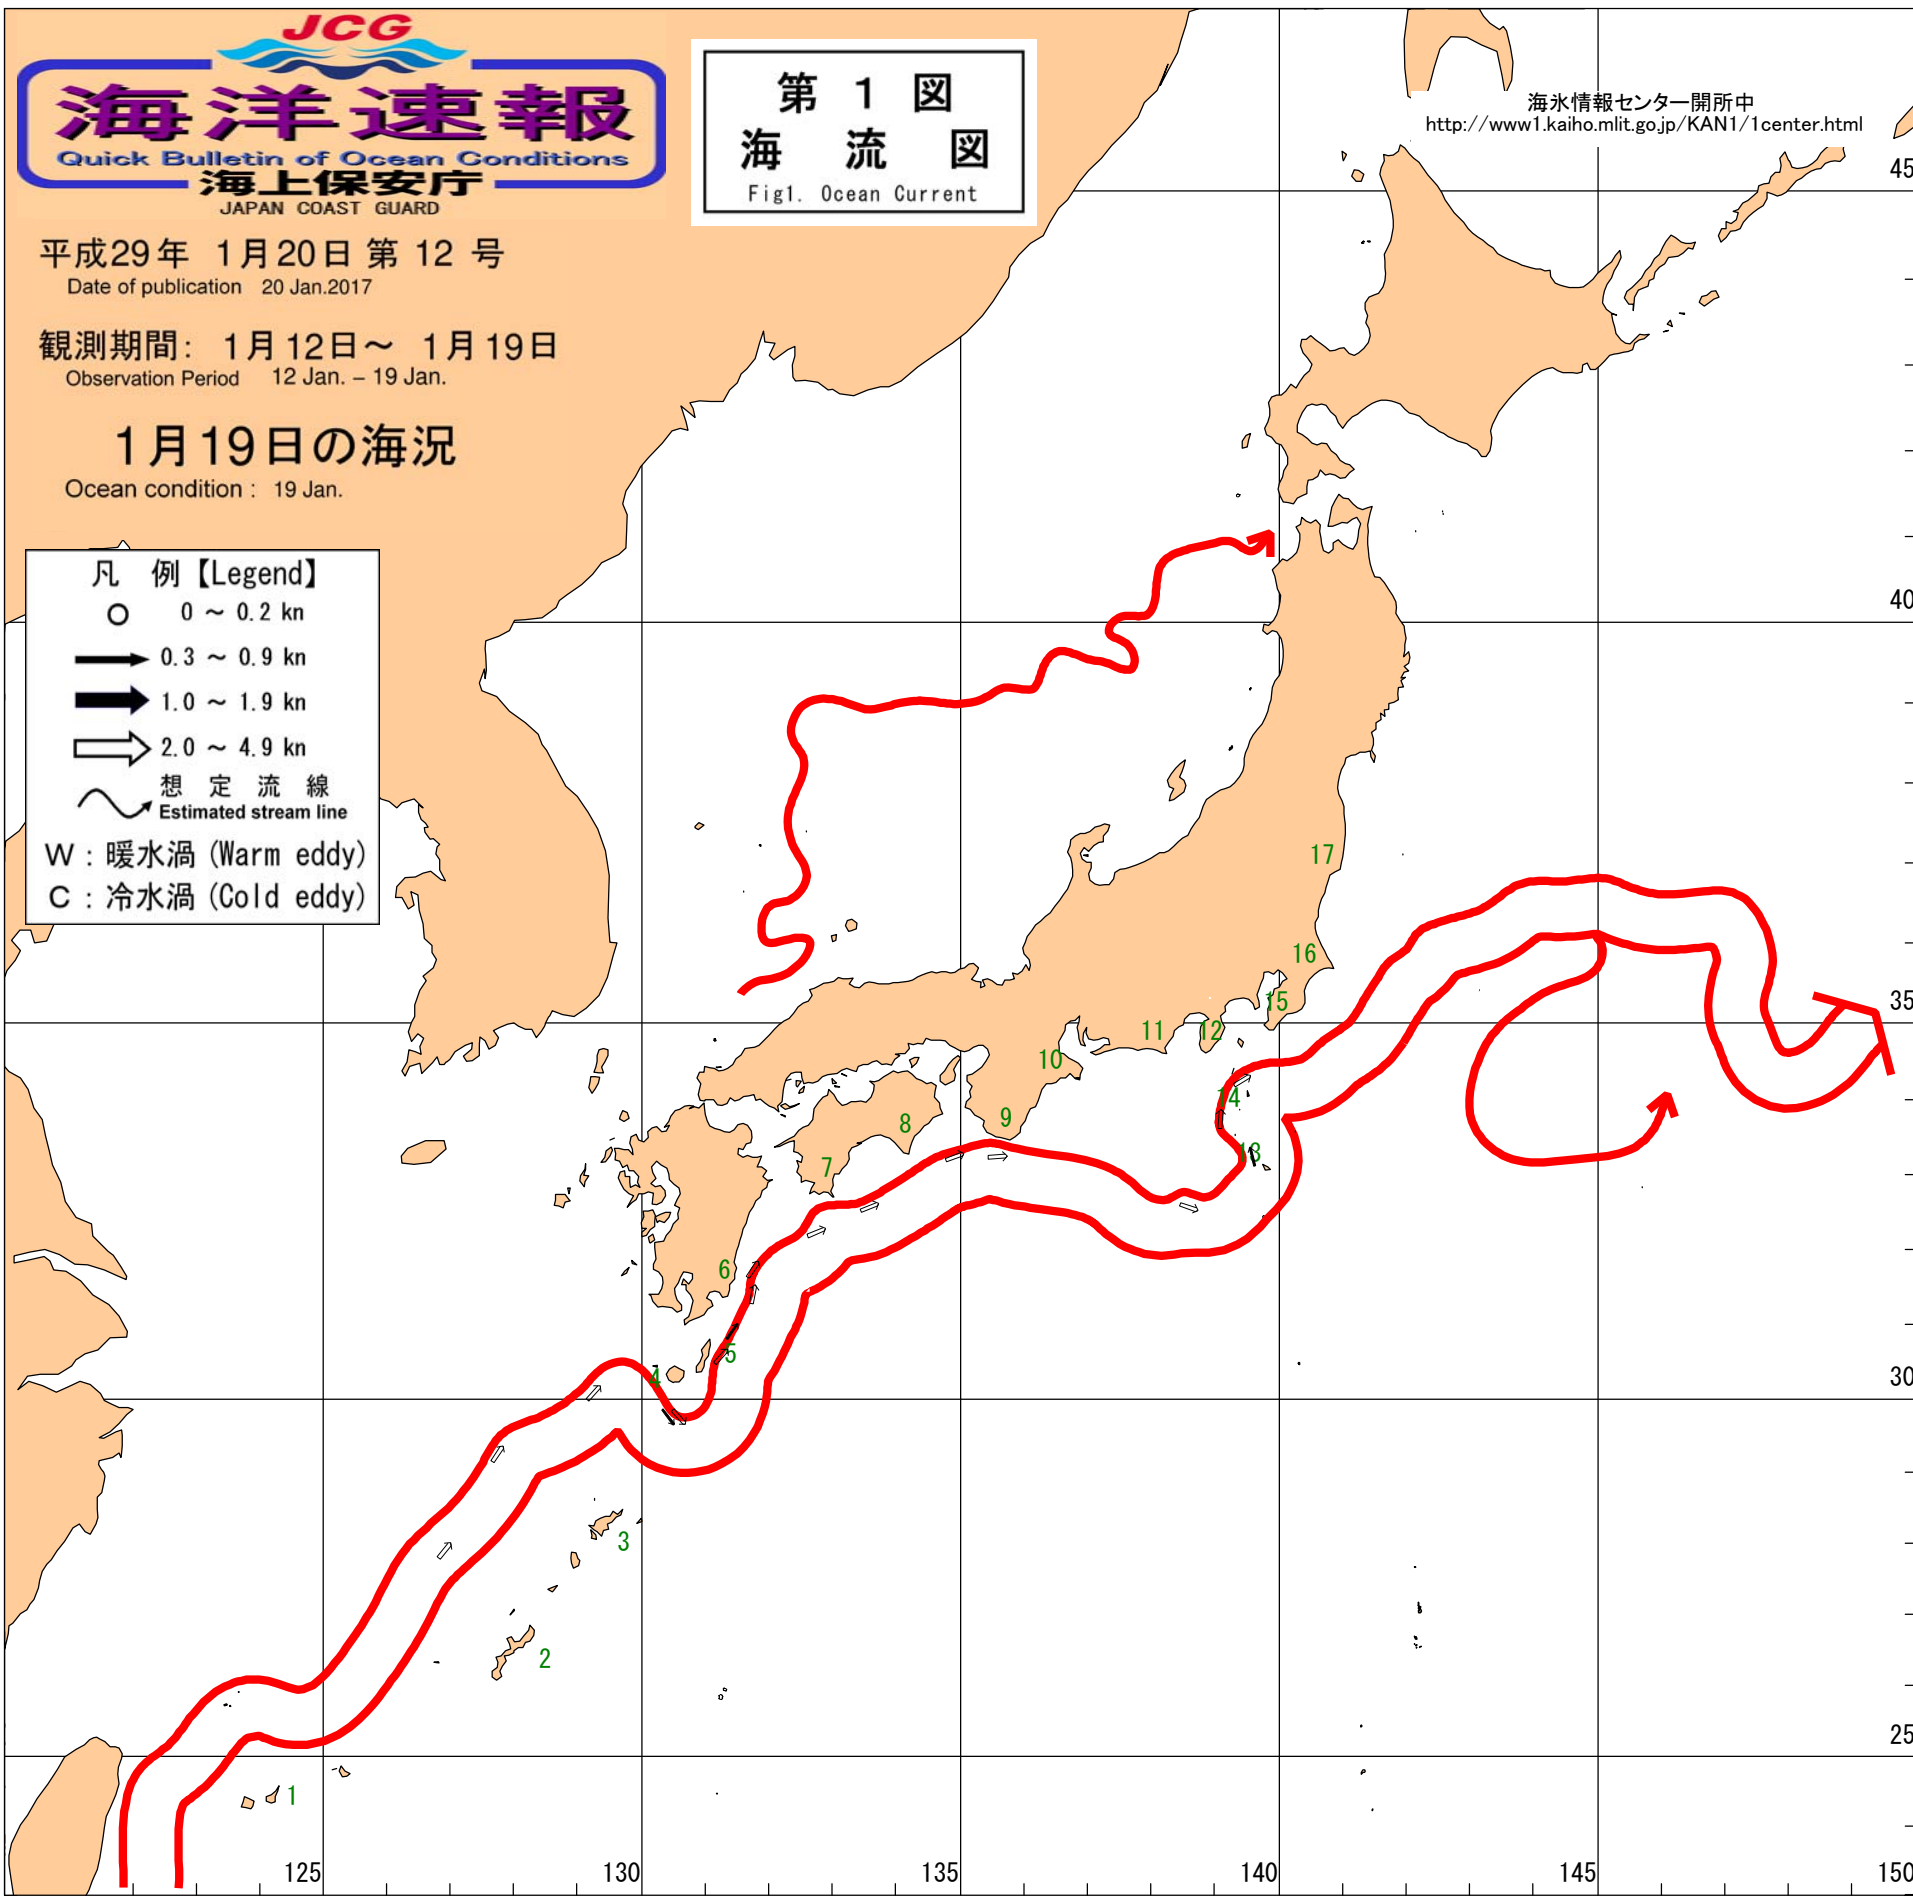 JCG
海洋速報
Quick Bulletin of Ocean Conditions
海上保安庁
JAPAN COAST GUARD
第 1 図
海 流 図
Fig1. Ocean Current
海氷情報センター開所中
http://www1.kaiho.mlit.go.jp/KAN1/1center.html
平成29年 1月20日 第 12 号
Date of publication 20 Jan.2017
観測期間: 1月12日～ 1月19日
Observation Period 12 Jan. – 19 Jan.
1月19日の海況
Ocean condition : 19 Jan.
凡 例【Legend】
0 ～ 0.2 kn
0.3 ～ 0.9 kn
1.0 ～ 1.9 kn
2.0 ～ 4.9 kn
想 定 流 線
Estimated stream line
W : 暖水渦 (Warm eddy)
C : 冷水渦 (Cold eddy)
45
40
35
30
25
17
16
15
14
13
12
11
10
9
8
7
6
5
4
3
2
1
125
130
135
140
145
150